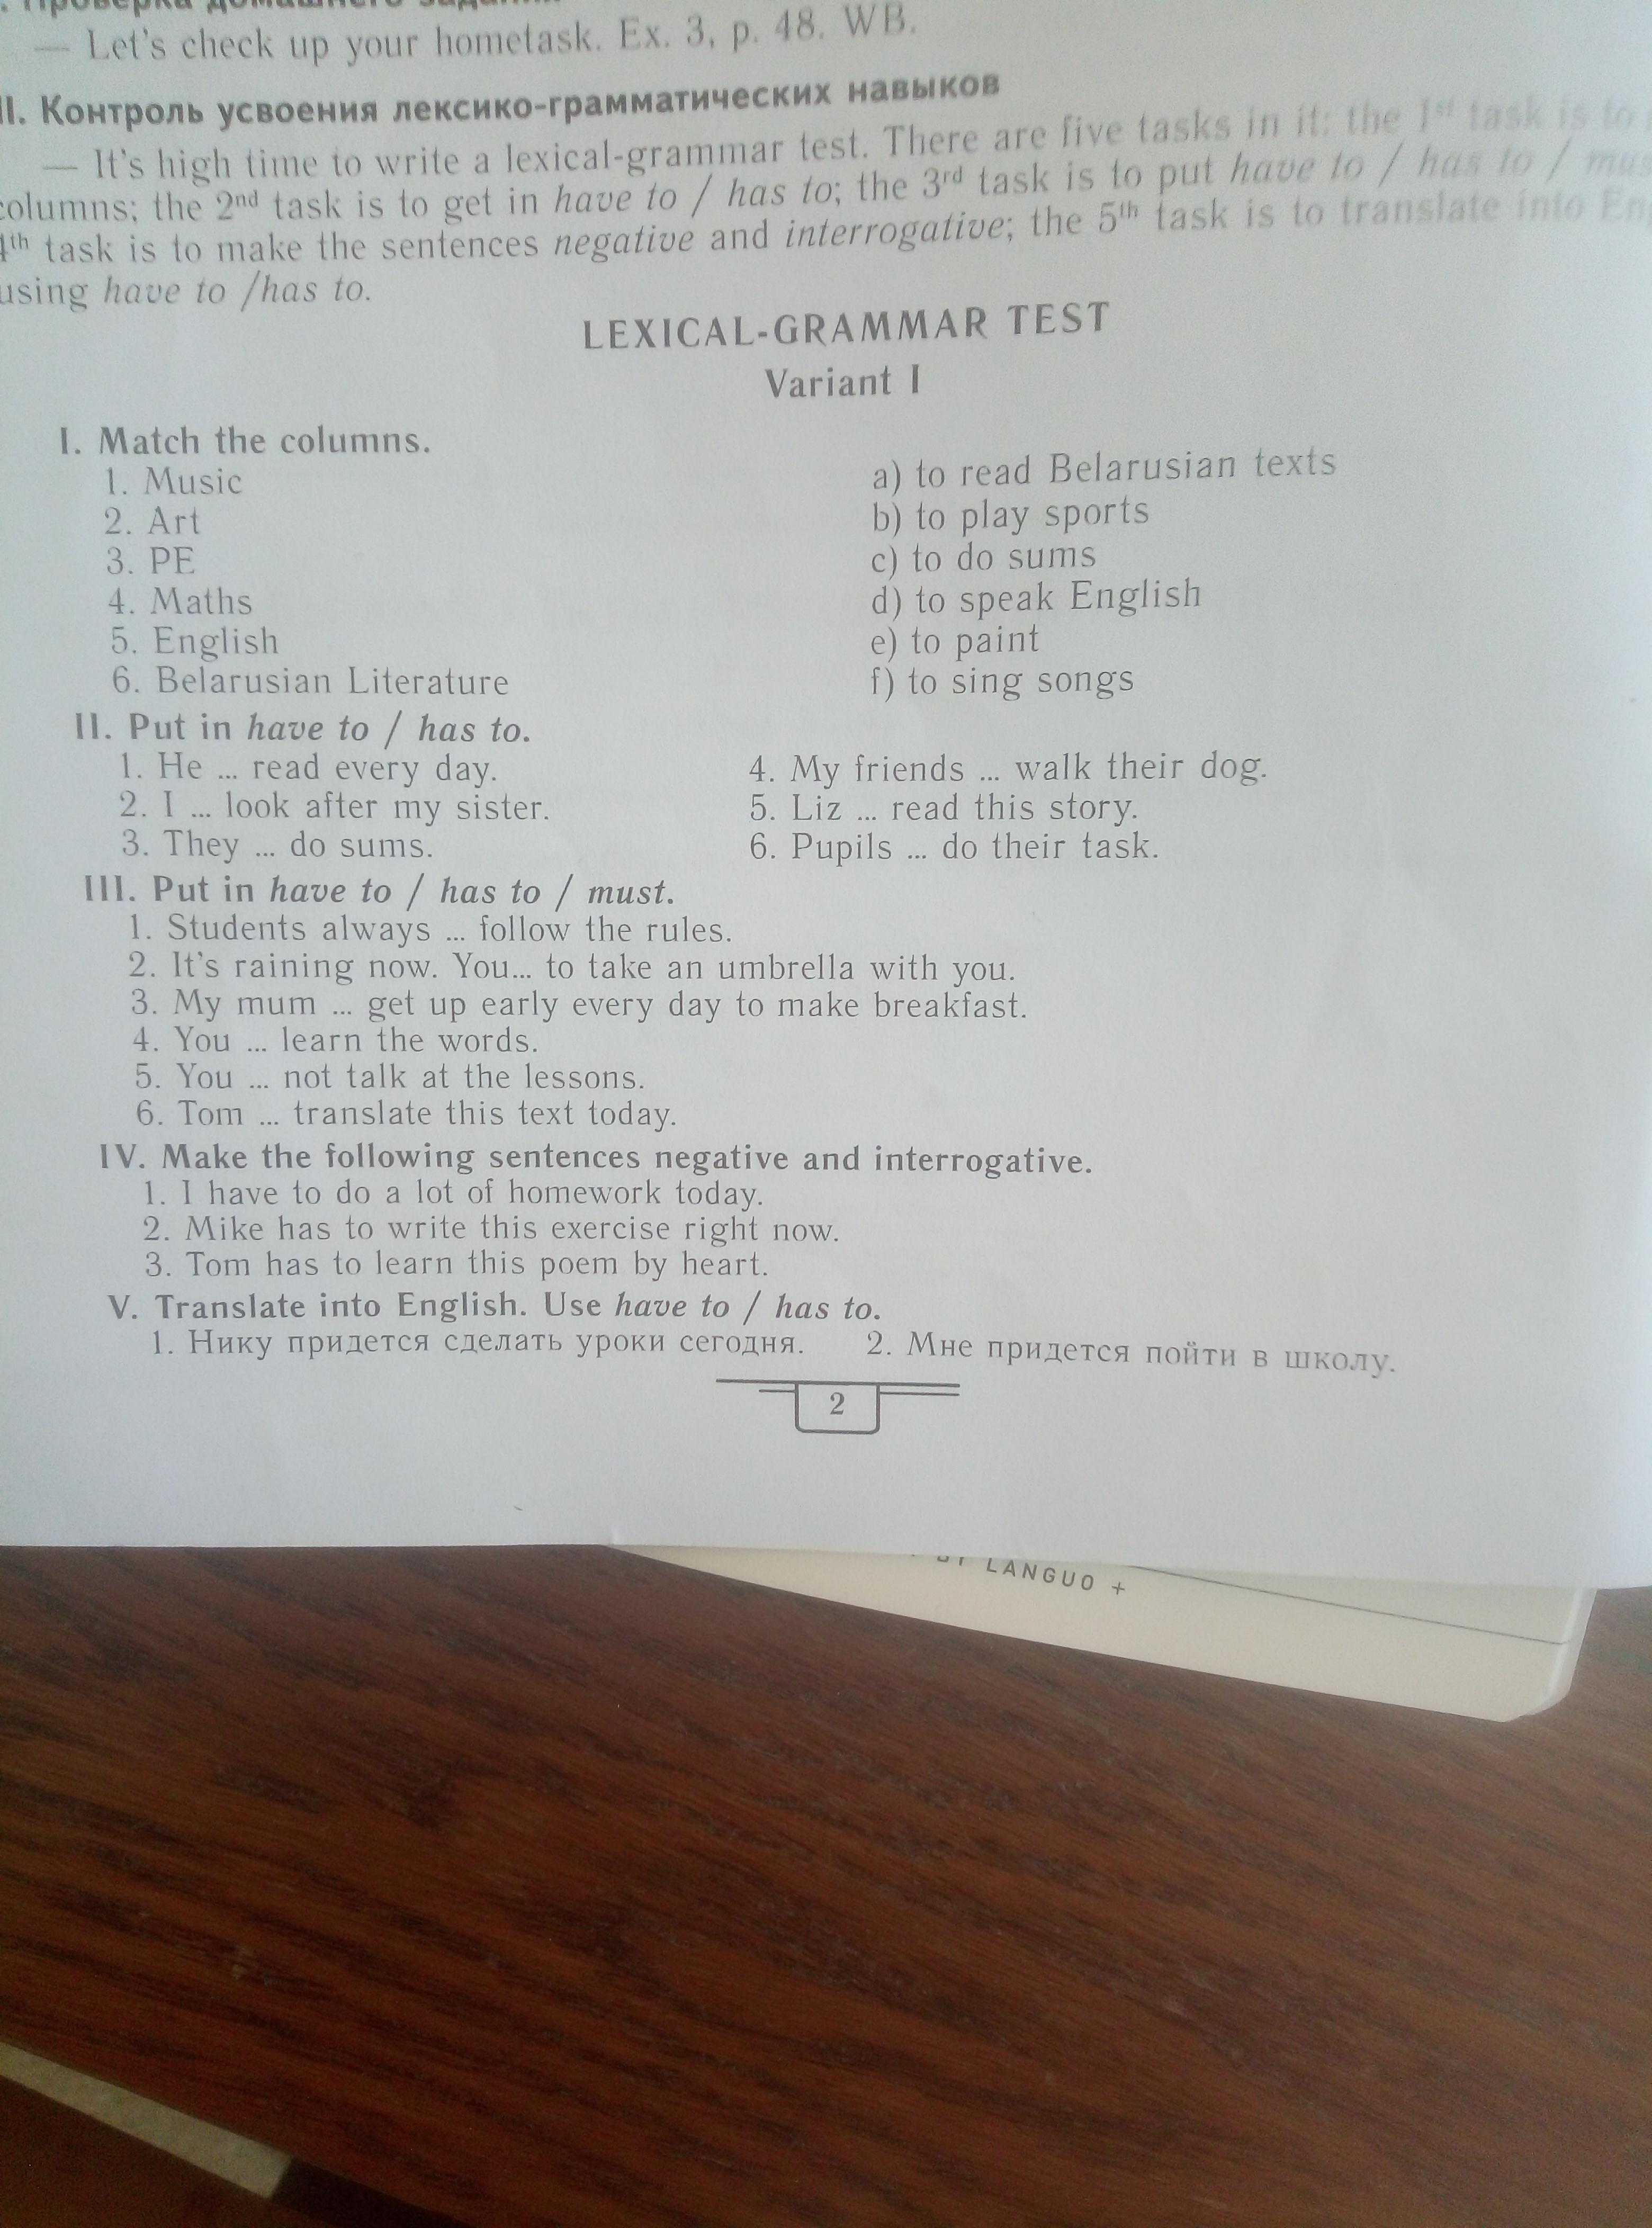 Проверка домашнего задания
— Let's check up your hometask. Ex. 3, p. 48. WB.
II. Контроль усвоения лексико-грамматических навыков
— It's high time to write a lexical-grammar test. There are five tasks in it: the 1st task is to
columns; the 2nd task is to get in have to / has to; the 3rd task is to put have to / has to / mus
4th task is to make the sentences negative and interrogative; the 5th task is to translate into En
using have to /has to.
LEXICAL-GRAMMAR TEST
Variant I
I. Match the columns.
1. Music
2. Art
3. PE
4. Maths
5. English
6. Belarusian Literature
a) to read Belarusian texts
b) to play sports
c) to do sums
d) to speak English
e) to paint
f) to sing songs
II. Put in have to / has to.
1. He ... read every day.
2. I ... look after my sister.
3. They ... do sums.
4. My friends ... walk their dog.
5. Liz ... read this story.
6. Pupils ... do their task.
III. Put in have to / has to / must.
1. Students always ... follow the rules.
2. It's raining now. You... to take an umbrella with you.
3. My mum ... get up early every day to make breakfast.
4. You ... learn the words.
5. You ... not talk at the lessons.
6. Tom ... translate this text today.
IV. Make the following sentences negative and interrogative.
1. I have to do a lot of homework today.
2. Mike has to write this exercise right now.
3. Tom has to learn this poem by heart.
V. Translate into English. Use have to / has to.
1. Нику придется сделать уроки сегодня. 2. Мне придется пойти в школу.
2
LANGUO +